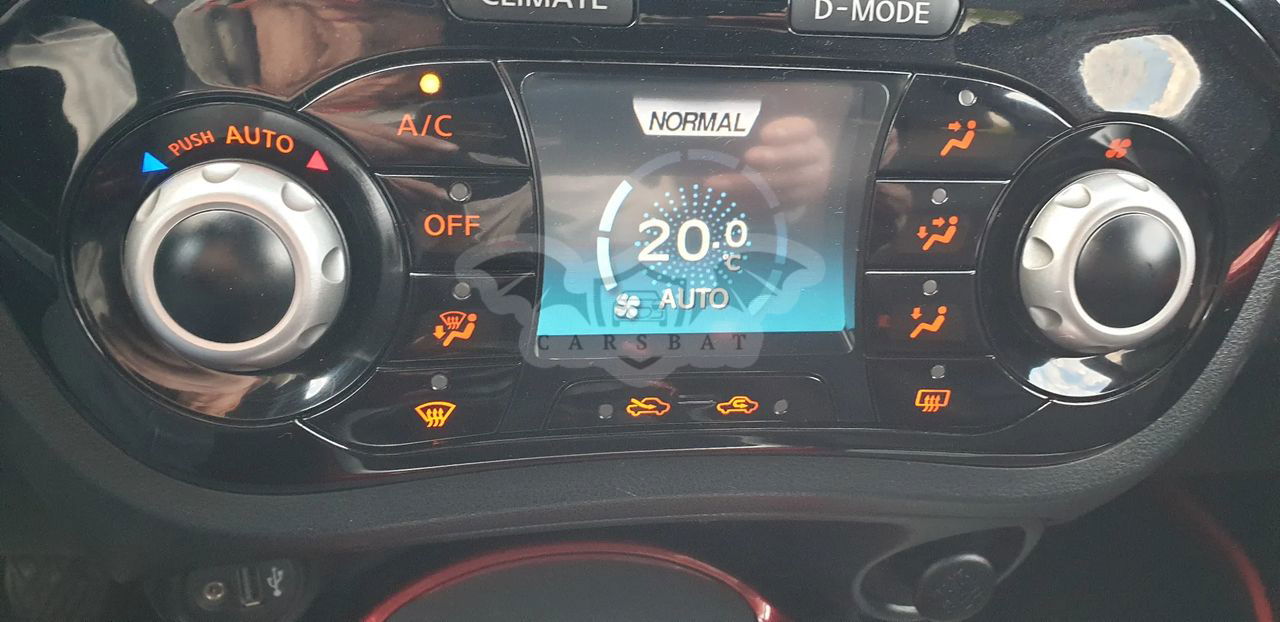 CLIMATE
D-MODE
PUSH AUTO
A/C
OFF
NORMAL
20.0
°C
AUTO
CARSBAT